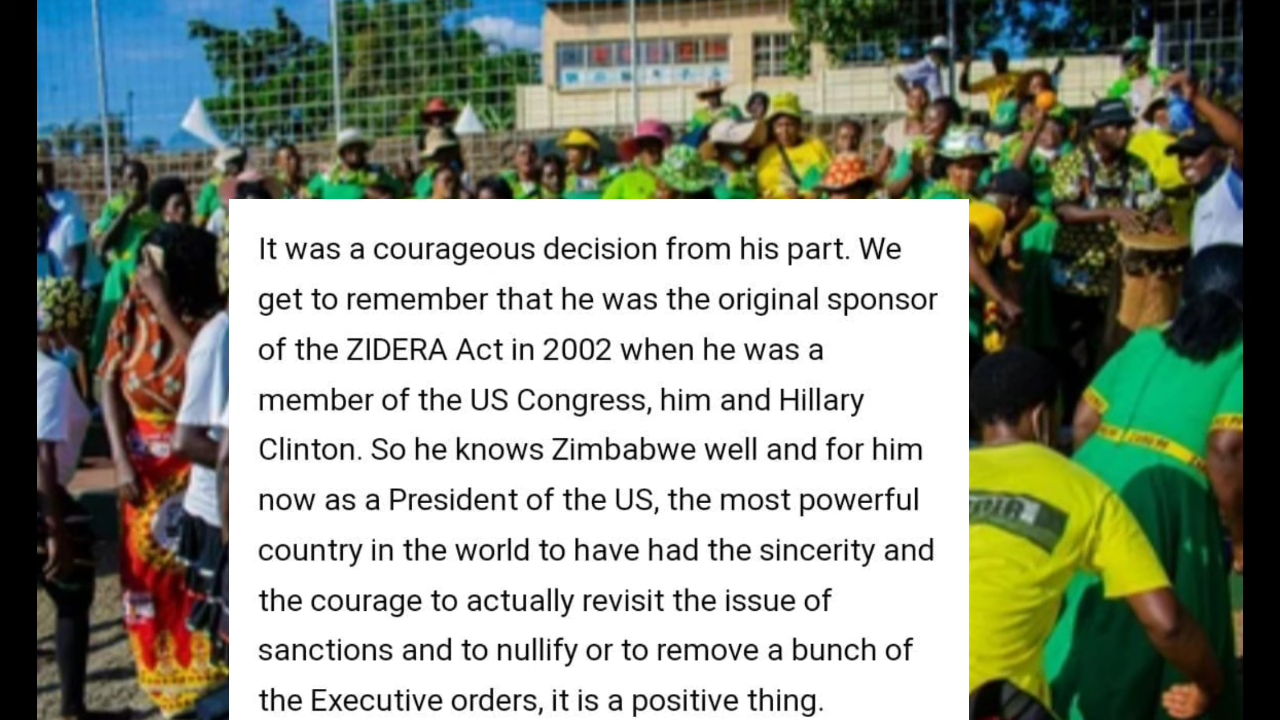 It was a courageous decision from his part. We
get to remember that he was the original sponsor
of the ZIDERA Act in 2002 when he was a
member of the US Congress, him and Hillary
Clinton. So he knows Zimbabwe well and for him
now as a President of the US, the most powerful
country in the world to have had the sincerity and
the courage to actually revisit the issue of
sanctions and to nullify or to remove a bunch of
the Executive orders, it is a positive thing.